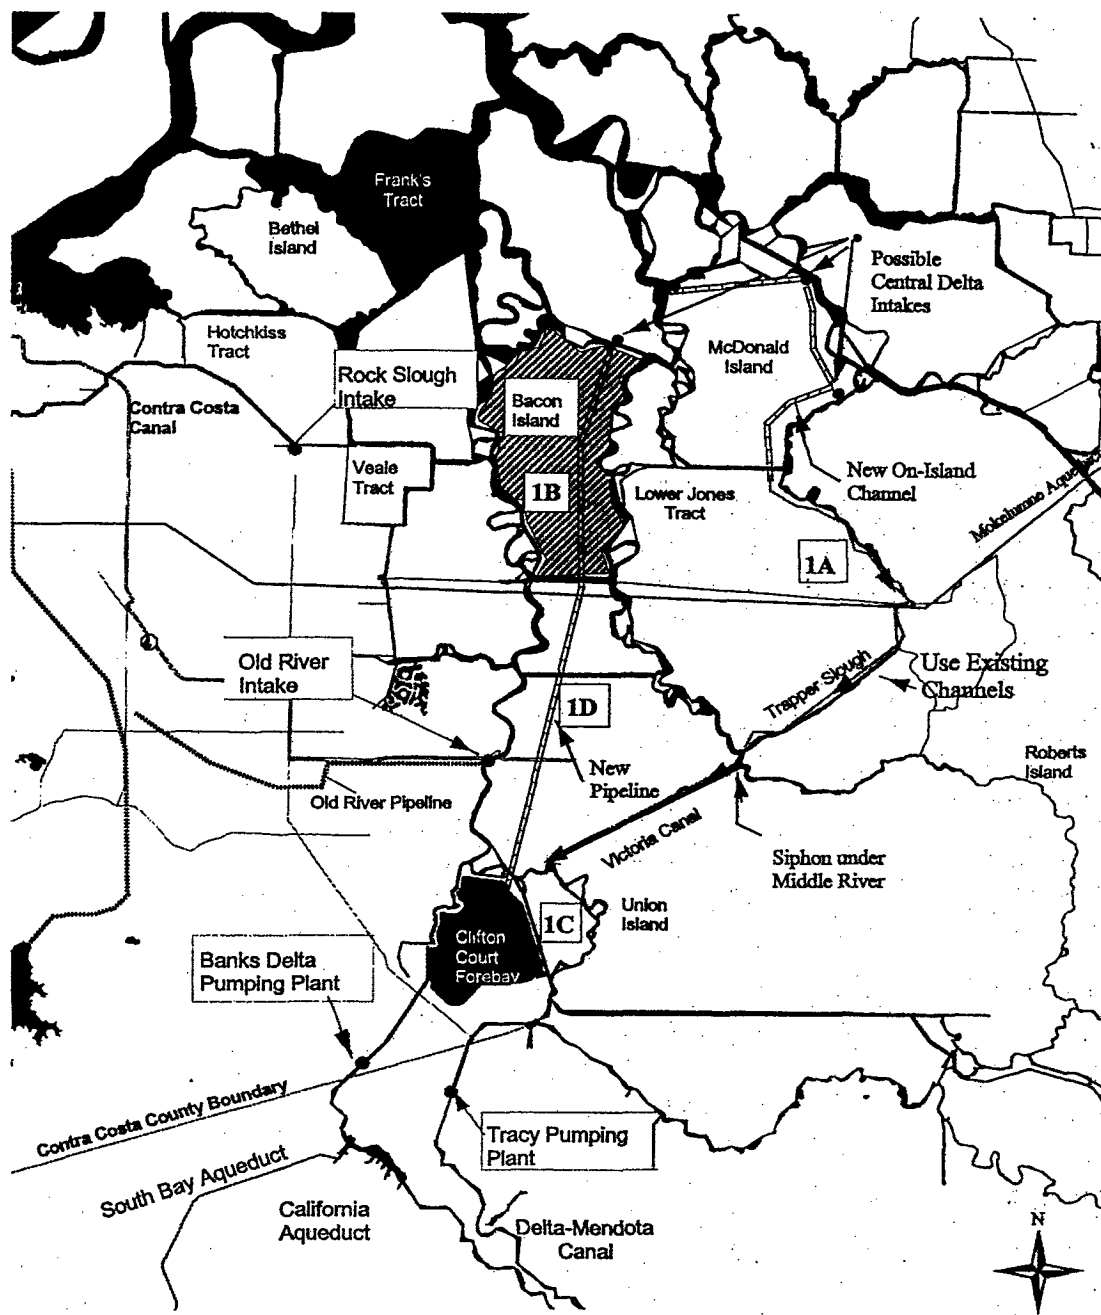 Frank's
Tract
Bethel
Island
Possible
Central Delta
Intakes
Hotchkiss
Tract
McDonald
Island
Rock Slough
Intake
Contra Costa
Canal
Bacon
Island
Veale
Tract
1B
Lower Jones
Tract
New On-Island
Channel
Mokelumne Aqueduct
1A
Old River
Intake
Trapper Slough
Use Existing
Channels
1D
New
Pipeline
Old River Pipeline
Roberts
Island
Victoria Canal
Siphon under
Middle River
Union
Island
1C
Clifton
Court
Forebay
Banks Delta
Pumping Plant
Contra Costa County Boundary
Tracy Pumping
Plant
South Bay Aqueduct
California
Aqueduct
Delta-Mendota
Canal
N